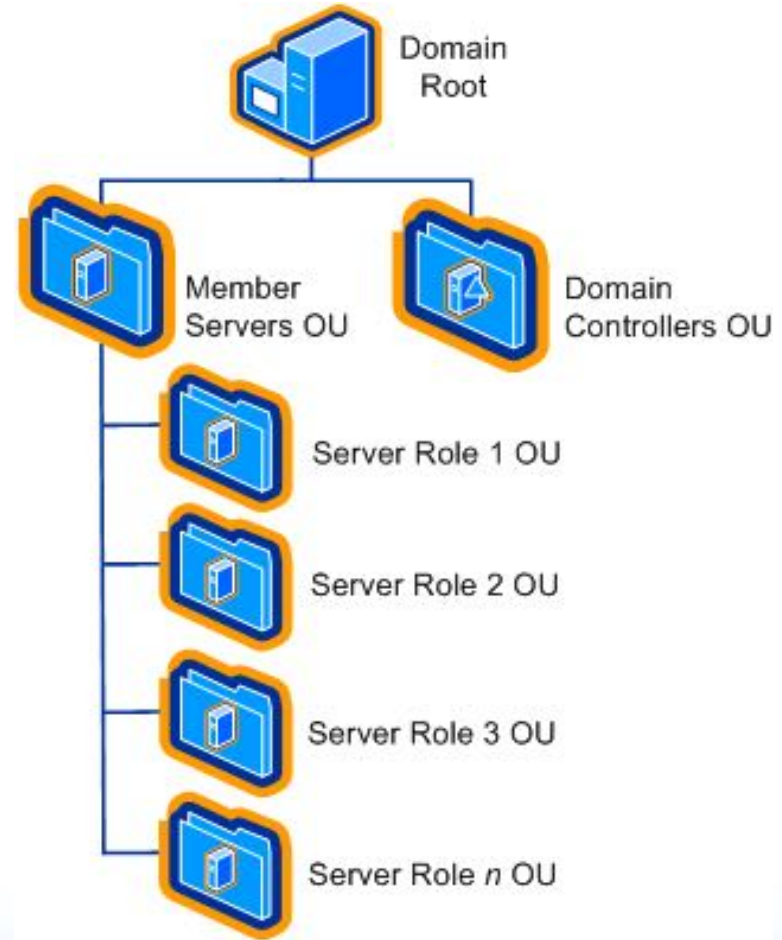 Domain
Root
Member
Servers OU
Domain
Controllers OU
Server Role 1 OU
Server Role 2 OU
Server Role 3 OU
Server Role n OU